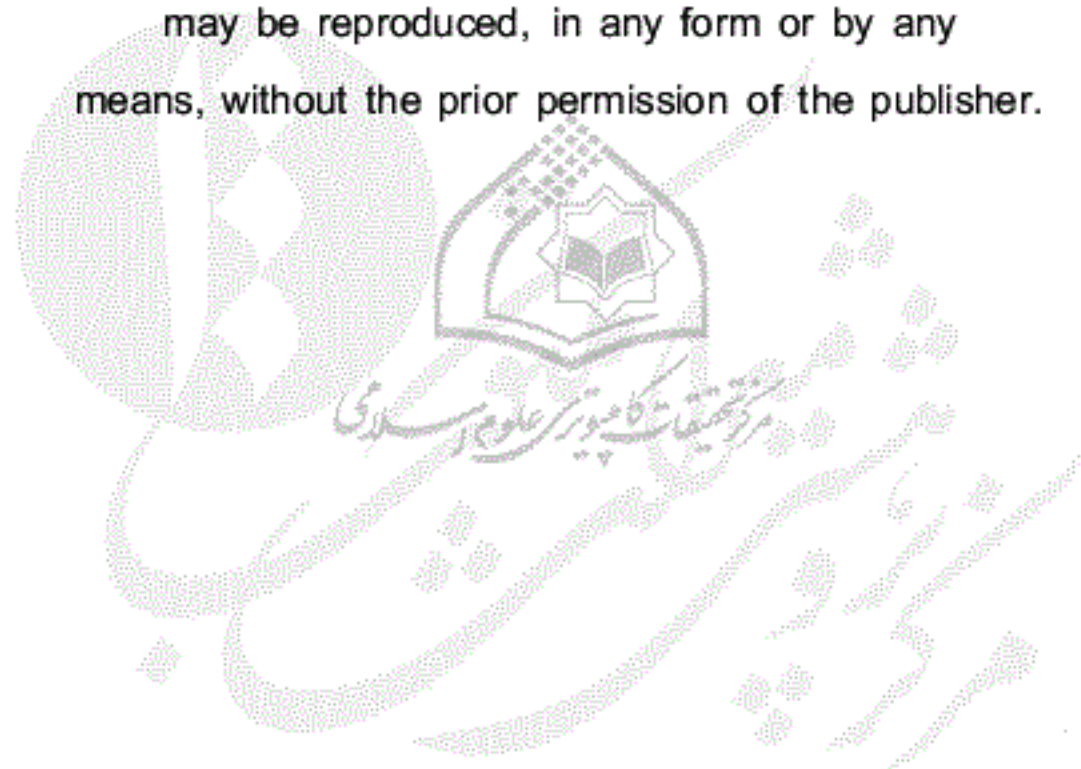 may be reproduced, in any form or by any
means, without the prior permission of the publisher.
مرکز تحقیقات کامپیوتری علوم اسلامی